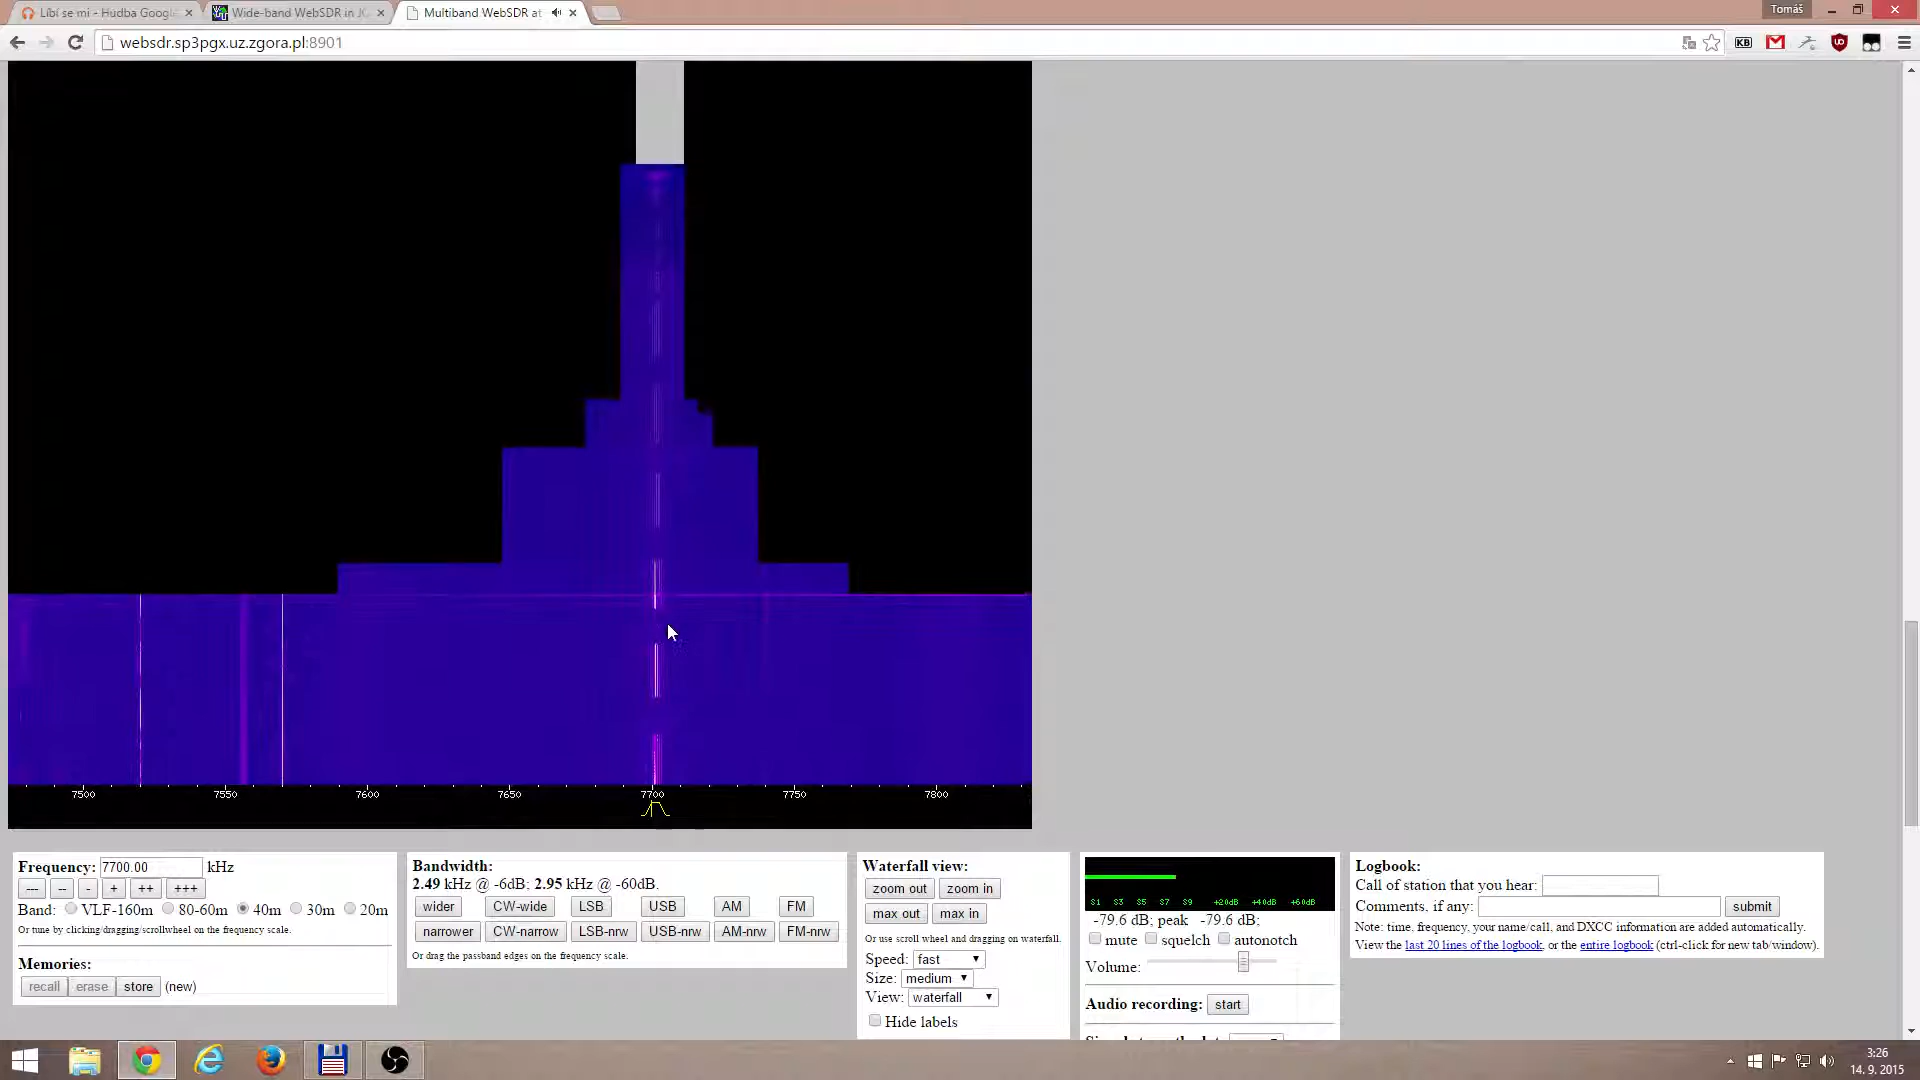 Líbí se mi - Hudba Google
Wide-band WebSDR in JO
Multiband WebSDR at
Tomáš
websdr.sp3pgx.uz.zgora.pl:8901
KB
7500 7550 7600 7650 7700 7750 7800
Frequency: 7700.00 kHz
--- -- - + ++ +++
Band: VLF-160m 80-60m 40m 30m 20m
Or tune by clicking/dragging/scrollwheel on the frequency scale.
Memories:
recall erase store (new)
Bandwidth:
2.49 kHz @ -6dB; 2.95 kHz @ -60dB.
wider CW-wide LSB USB AM FM
narrower CW-narrow LSB-nrw USB-nrw AM-nrw FM-nrw
Or drag the passband edges on the frequency scale.
Waterfall view:
zoom out zoom in
max out max in
Or use scroll wheel and dragging on waterfall.
Speed: fast
Size: medium
View: waterfall
Hide labels
S1 S3 S5 S7 S9 +20dB +40dB +60dB
-79.6 dB; peak -79.6 dB;
mute squelch autonotch
Volume:
Audio recording: start
Logbook:
Call of station that you hear:
Comments, if any: submit
Note: time, frequency, your name/call, and DXCC information are added automatically.
View the last 20 lines of the logbook, or the entire logbook (ctrl-click for new tab/window).
3:26
14. 9. 2015